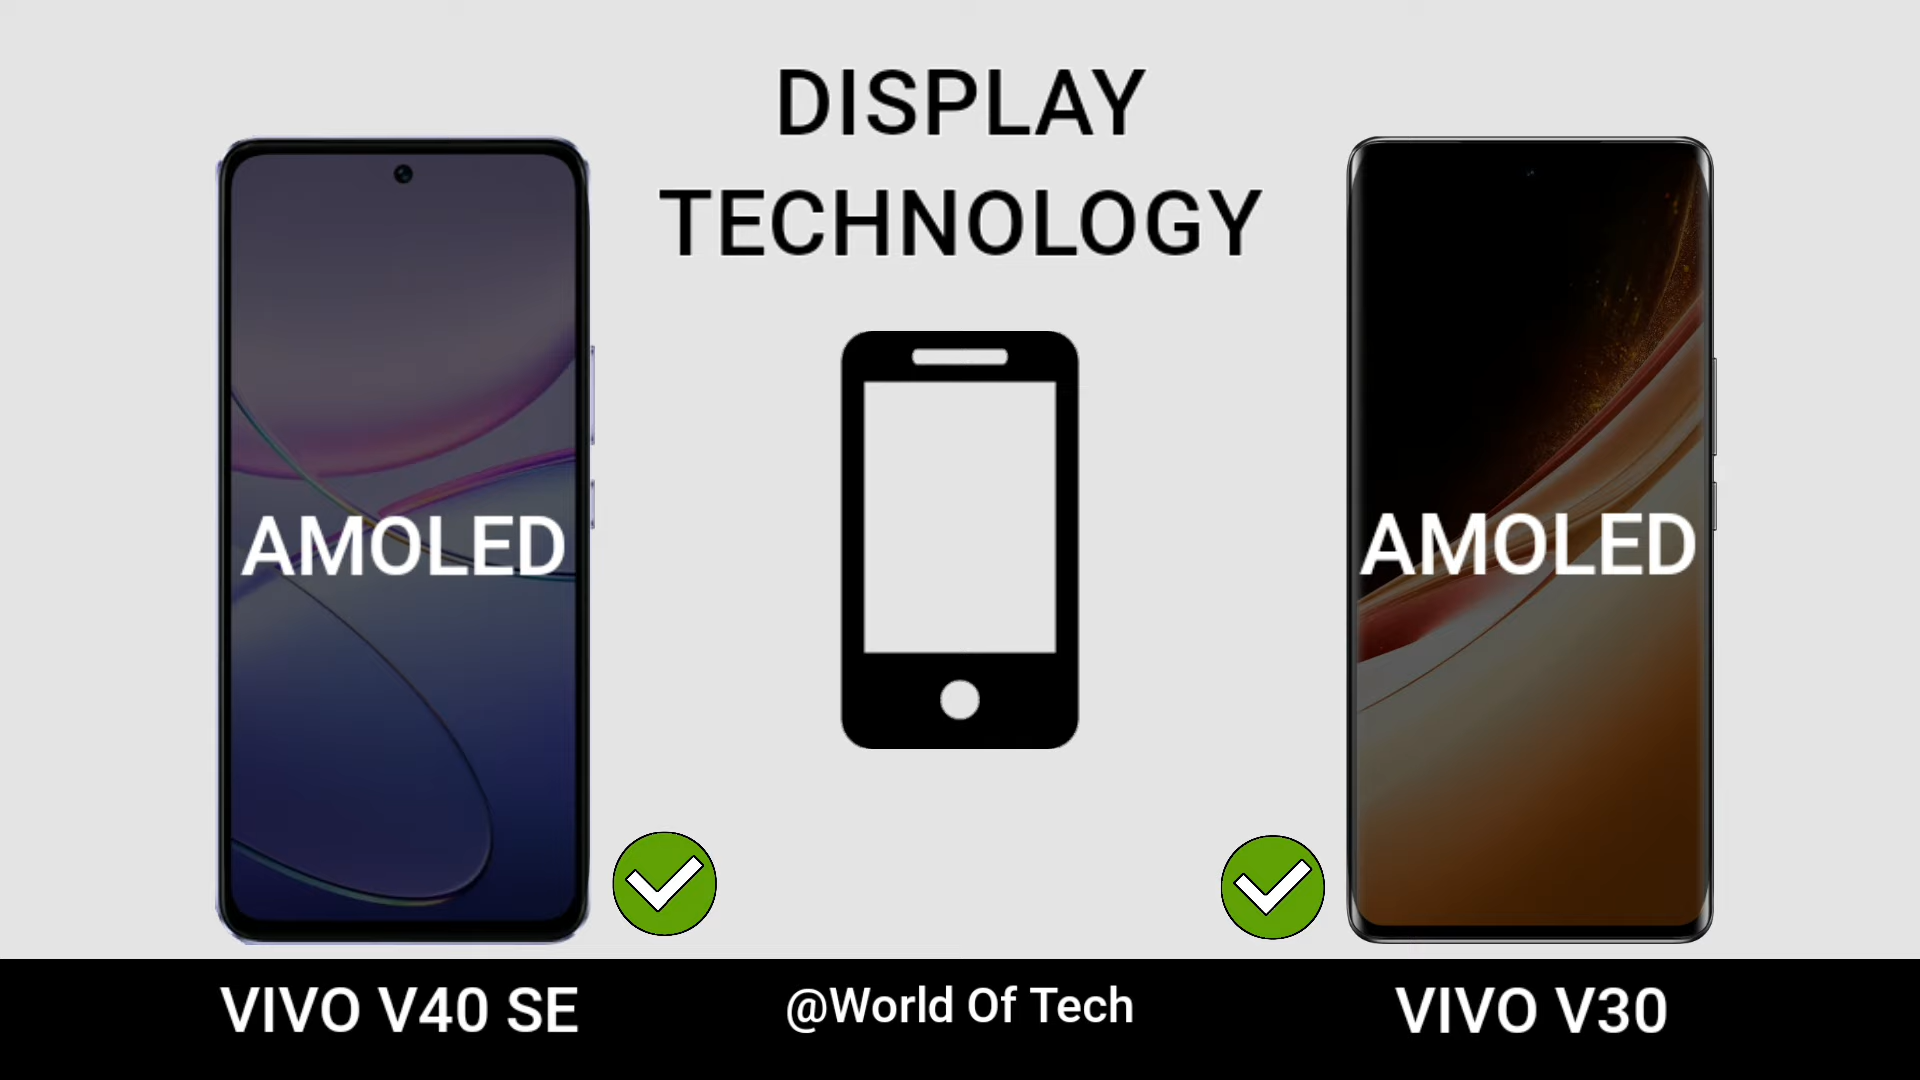 DISPLAY
TECHNOLOGY
AMOLED
AMOLED
VIVO V40 SE
@World Of Tech
VIVO V30